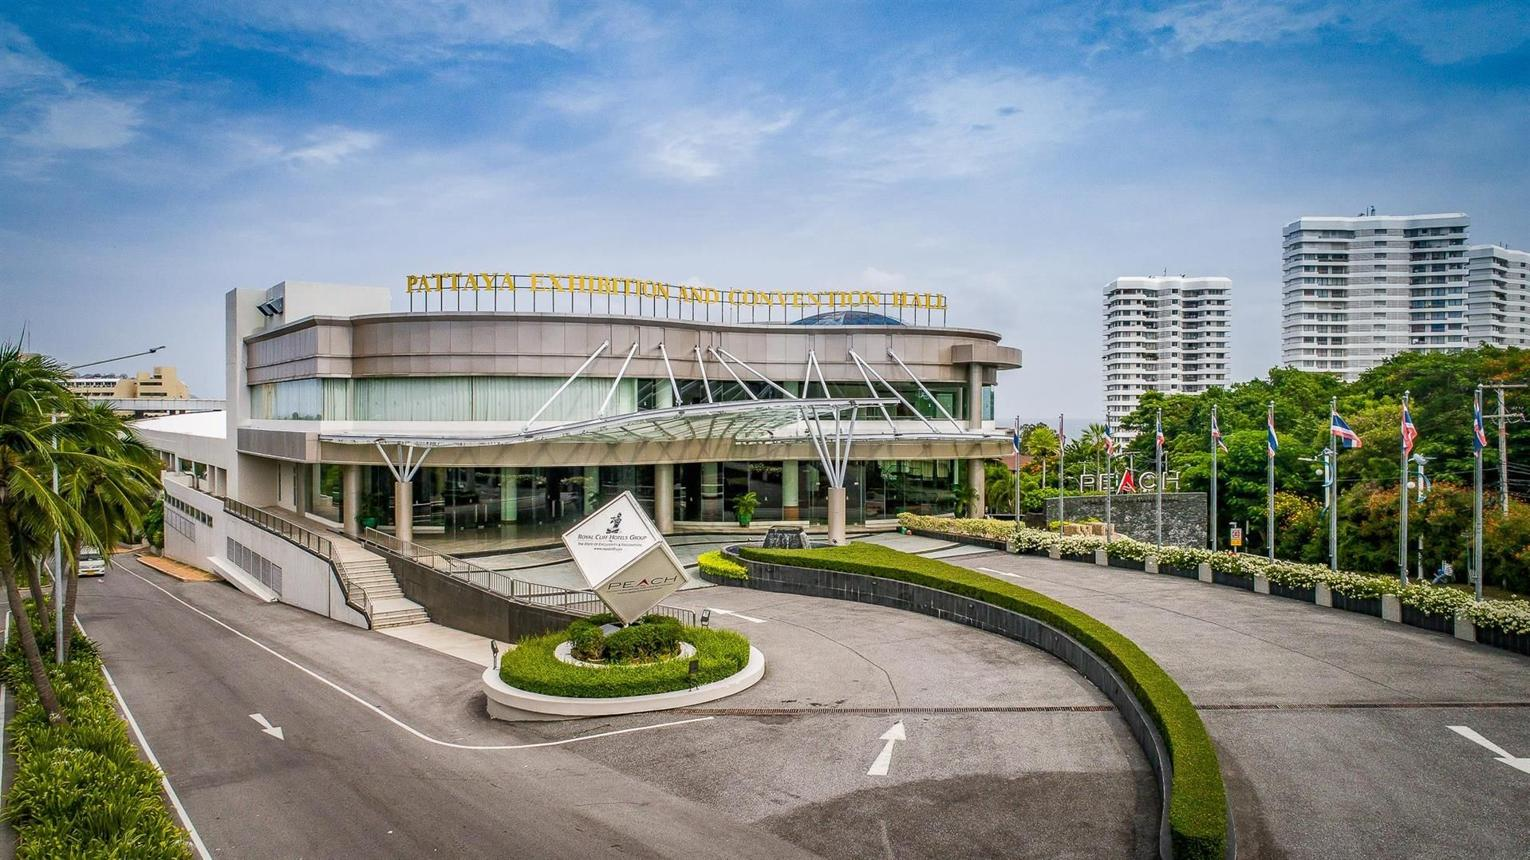 PATTAYA EXHIBITION AND CONVENTION HALL
PEACH
ROYAL CLIFF HOTELS GROUP
PEACH